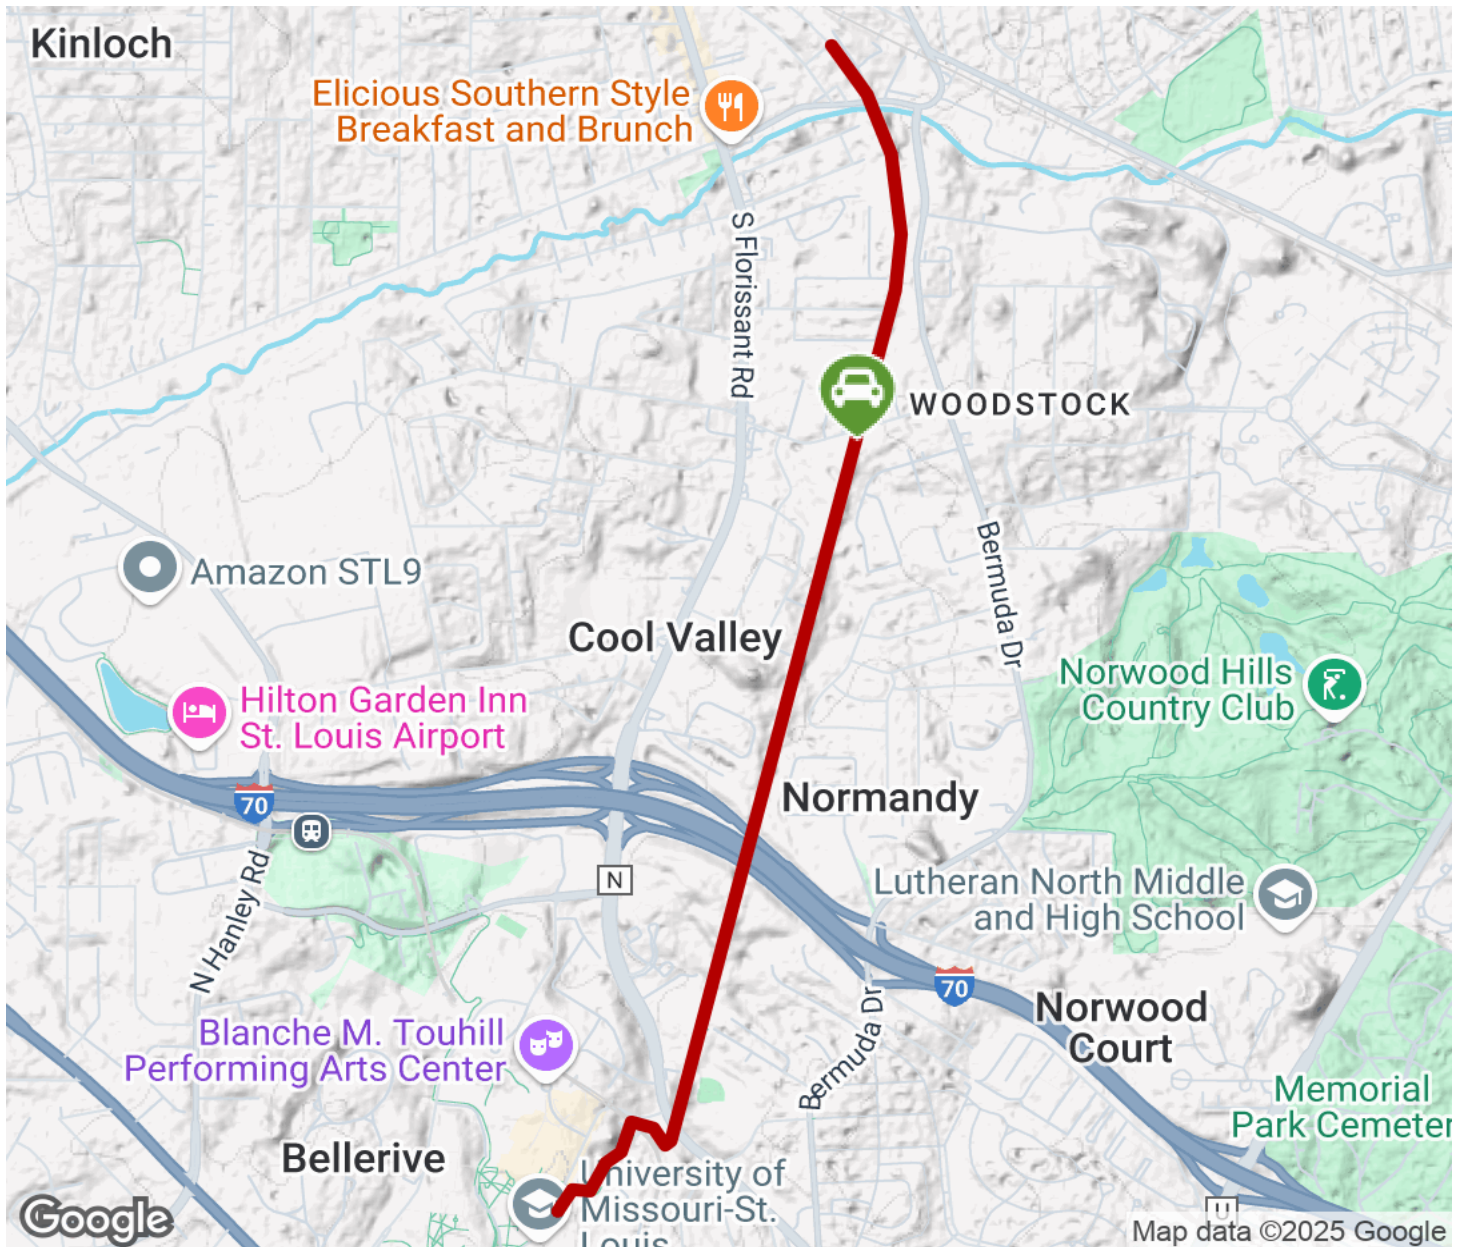 Kinloch
Elicious Southern Style
Breakfast and Brunch
S Florissant Rd
WOODSTOCK
Bermuda Dr
Amazon STL9
Cool Valley
Norwood Hills
Country Club
Hilton Garden Inn
St. Louis Airport
70
Normandy
N
Lutheran North Middle
and High School
N Hanley Rd
70
Bermuda Dr
Norwood
Court
Blanche M. Touhill
Performing Arts Center
Memorial
Park Cemeter
Bellerive
University of
Missouri-St.
Louis
U
Google
Map data ©2025 Google